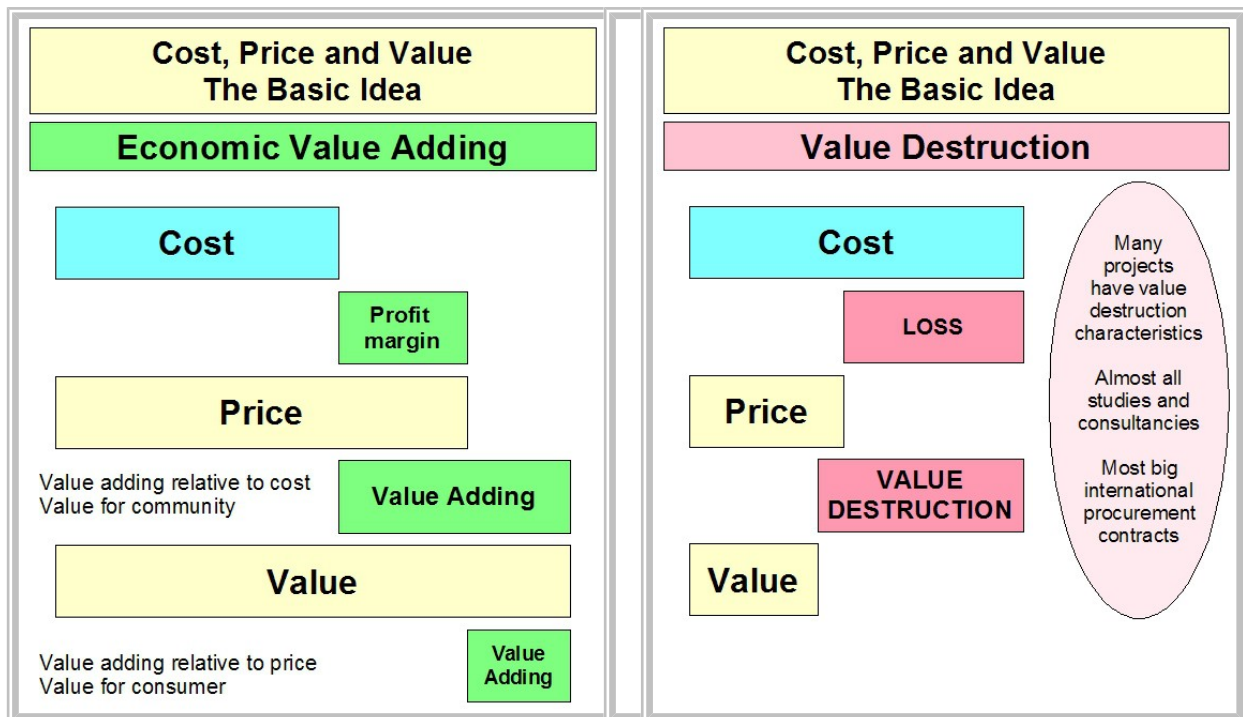 Cost, Price and Value
The Basic Idea
Economic Value Adding
Cost
Profit
margin
Price
Value adding relative to cost
Value for community
Value Adding
Value
Value adding relative to price
Value for consumer
Value
Adding
Cost, Price and Value
The Basic Idea
Value Destruction
Cost
LOSS
Price
VALUE
DESTRUCTION
Value
Many
projects
have value
destruction
characteristics
Almost all
studies and
consultancies
Most big
international
procurement
contracts